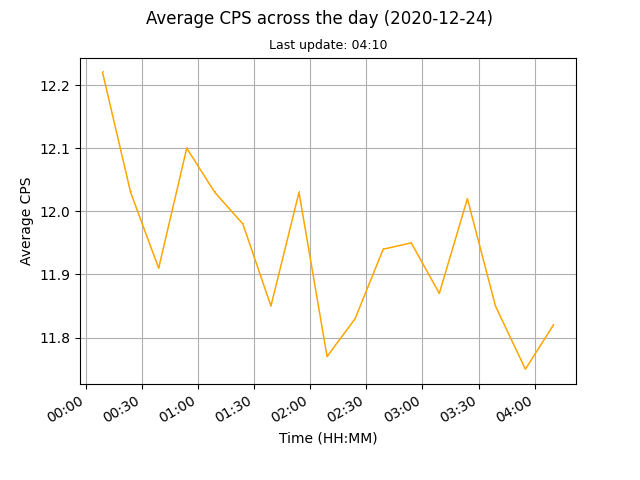 Average CPS across the day (2020-12-24)
Last update: 04:10
12.2
12.1
12.0
11.9
11.8
Average CPS
00:00 00:30 01:00 01:30 02:00 02:30 03:00 03:30 04:00
Time (HH:MM)